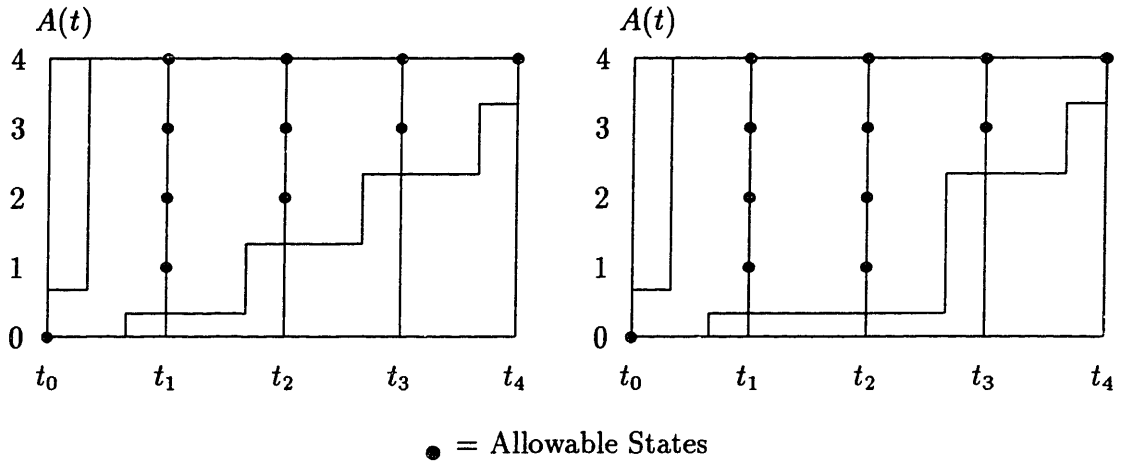 A(t) A(t)
4 4
3 3
2 2
1 1
0 0
t₀ t₁ t₂ t₃ t₄ t₀ t₁ t₂ t₃ t₄
● = Allowable States